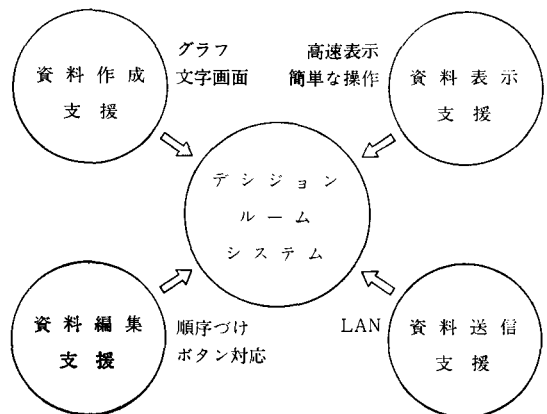 資料作成
支援
グラフ
文字画面
高速表示
簡単な操作
資料表示
支援
デシジョン
ルーム
システム
資料編集
支援
順序づけ
ボタン対応
LAN
資料送信
支援